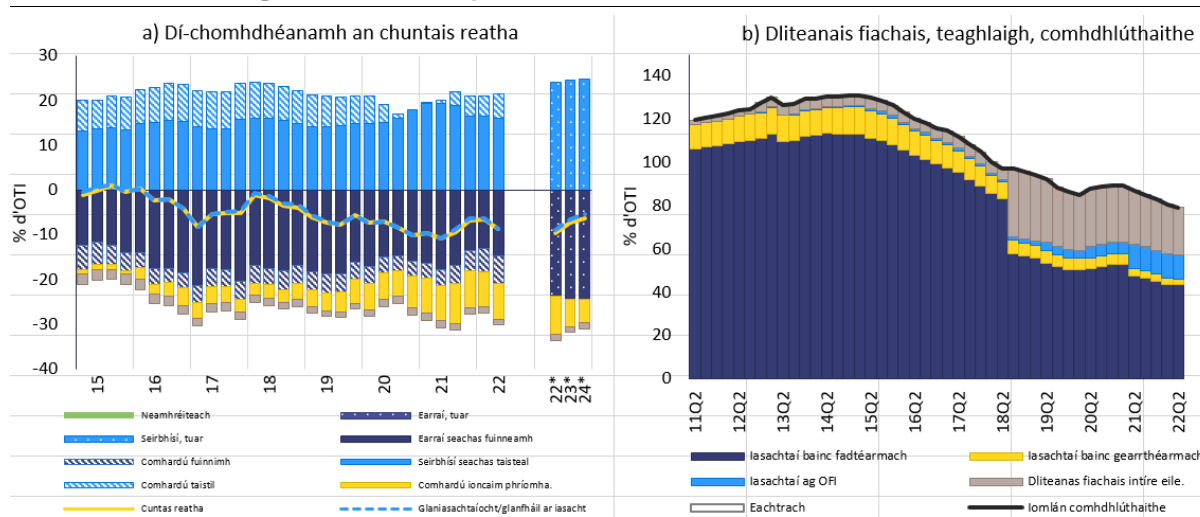 a) Dí-chomhdhéanamh an chuntais reatha
30
20
10
0
-10
-20
-30
-40
% d'OTI
15 16 17 18 19 20 21 22 22* 23* 24*
Neamhréiteach
Earraí, tuar
Seirbhísí, tuar
Earraí seachas fuinneamh
Comhardú fuinnimh
Seirbhísí seachas taisteal
Comhardú taistil
Comhardú ioncaim phríomha.
Cuntas reatha
Glaniasachtaíocht/glanfháil ar iasacht
b) Dliteanais fiachais, teaghlaigh, comhdhlúthaithe
140
120
100
80
60
40
20
0
% d'OTI
11Q2 12Q2 13Q2 14Q2 15Q2 16Q2 17Q2 18Q2 19Q2 20Q2 21Q2 22Q2
Iasachtaí bainc fadtéarmach
Iasachtaí bainc gearrthéarmach
Iasachtaí ag OFI
Dliteanas fiachais intíre eile.
Eachtrach
Iomlán comhdhlúthaithe